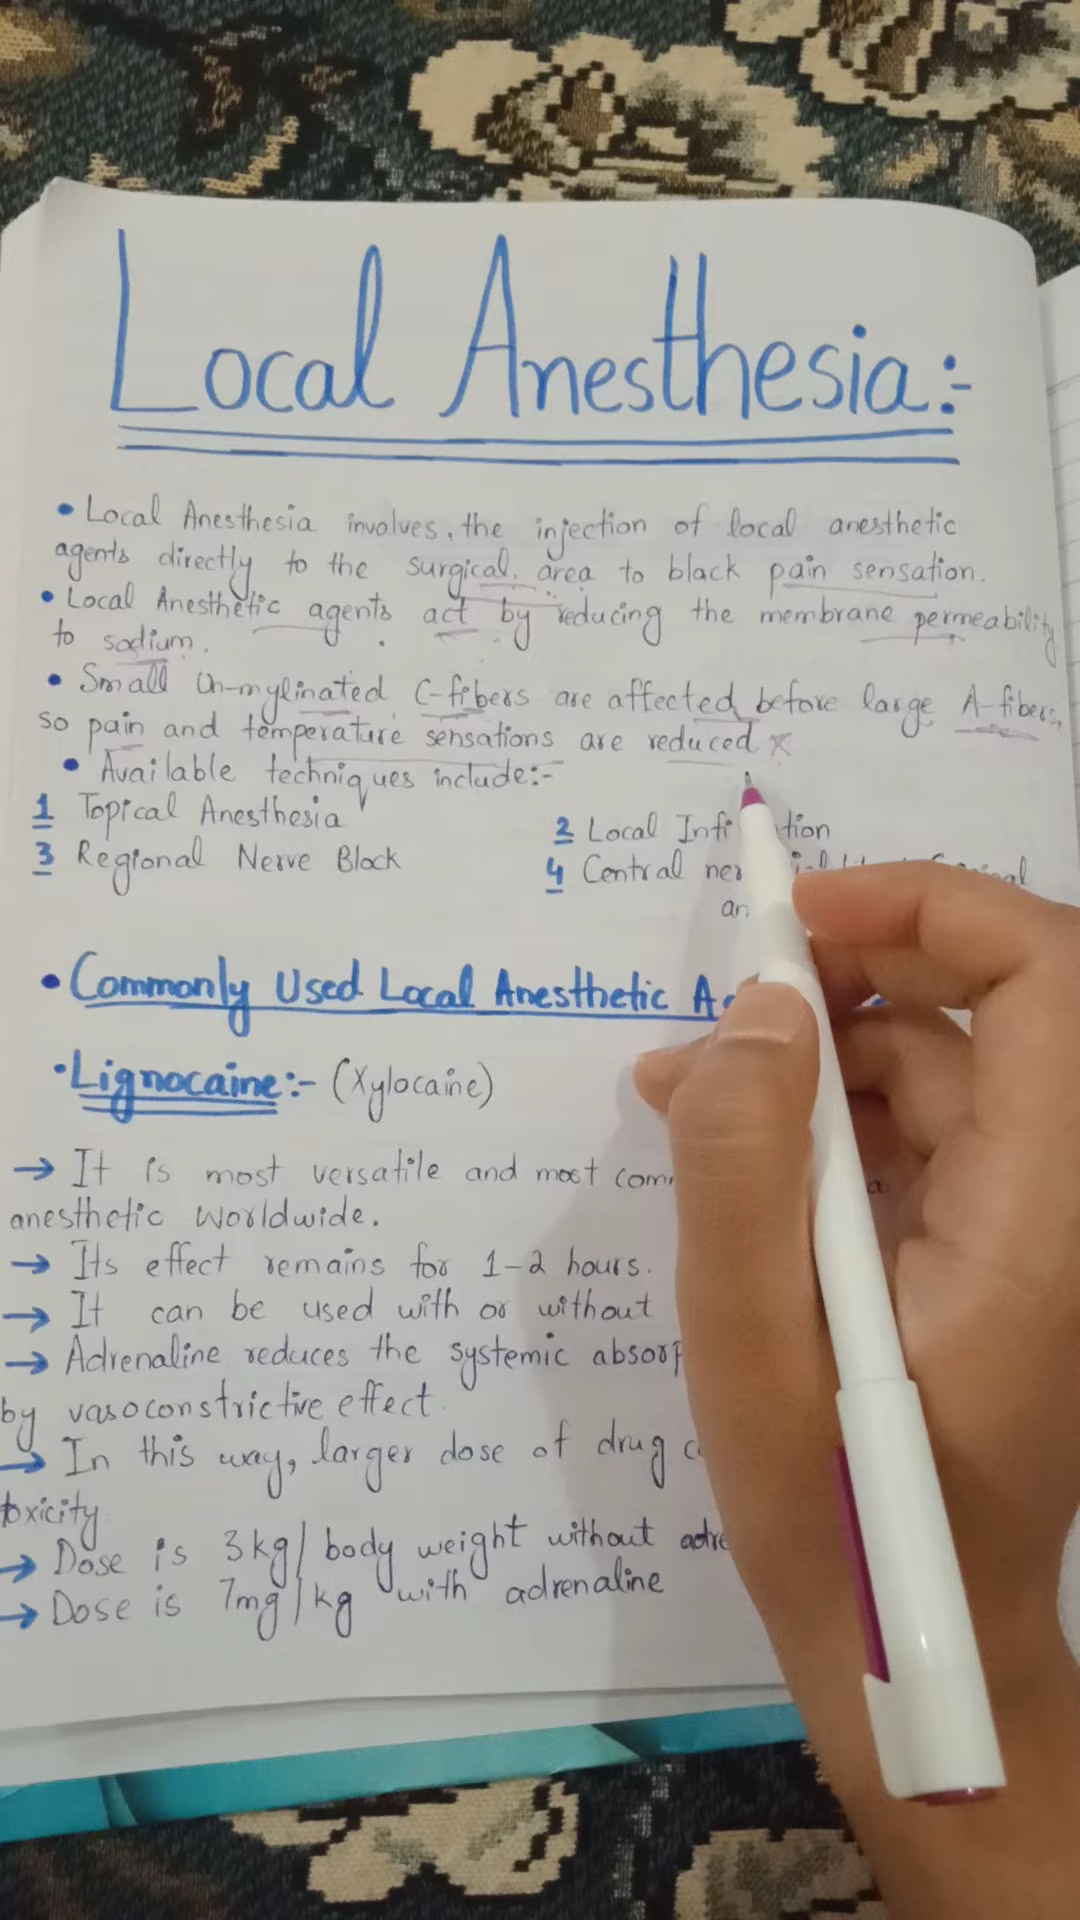 Local Anesthesia:-
• Local Anesthesia involves, the injection of local anesthetic
agents directly to the surgical area to black pain sensation.
• Local Anesthetic agents act by reducing the membrane permeability
to sodium.
• Small Un-mylinated C-fibers are affected before large A-fibers,
so pain and temperature sensations are reduced
• Available techniques include:-
1 Topical Anesthesia 2 Local
3 Regional Nerve Block 4 Central
• Commonly Used Local Anesthetic
• Lignocaine:- (Xylocaine)
→ It is most versatile and most
anesthetic Worldwide.
→ Its effect remains for 1-2 hours.
→ It can be used with or without
→ Adrenaline reduces the systemic
by vasoconstrictive effect.
→ In this way, larger dose of drug
toxicity
→ Dose is 3kg/body weight without
→ Dose is 7mg/kg with adrenaline